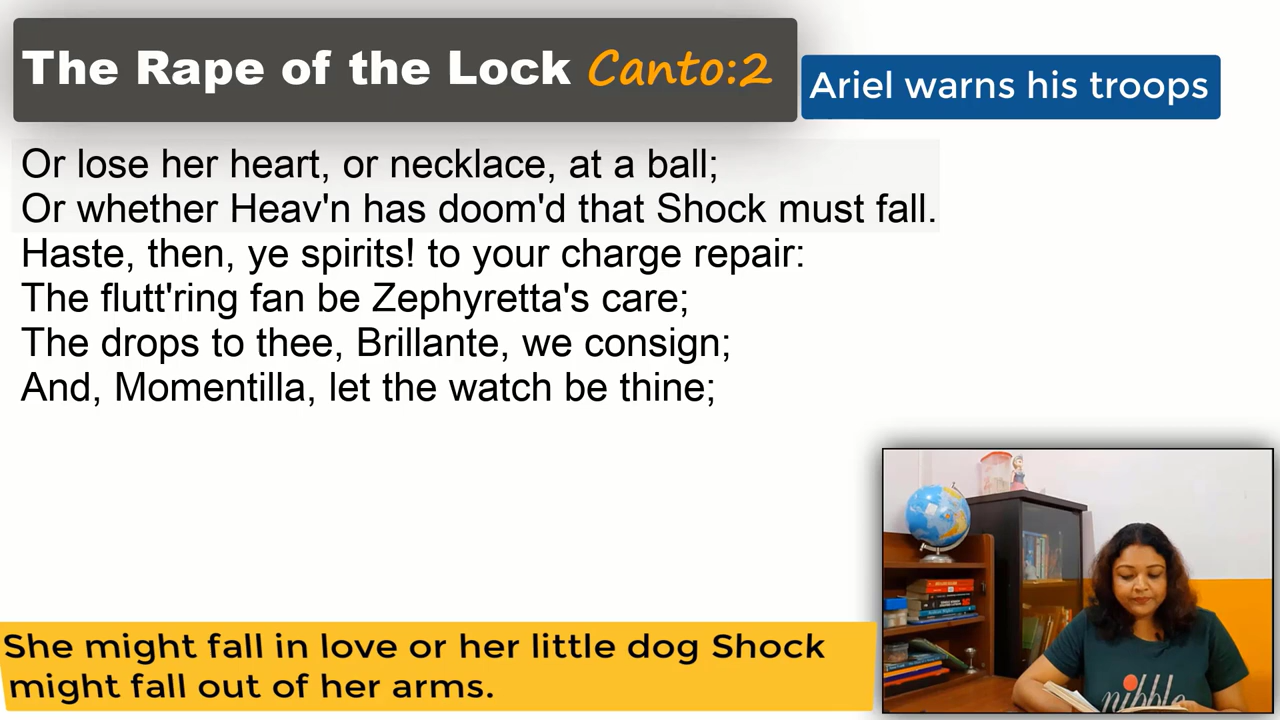 The Rape of the Lock Canto:2
Ariel warns his troops
Or lose her heart, or necklace, at a ball;
Or whether Heav'n has doom'd that Shock must fall.
Haste, then, ye spirits! to your charge repair:
The flutt'ring fan be Zephyretta's care;
The drops to thee, Brillante, we consign;
And, Momentilla, let the watch be thine;
She might fall in love or her little dog Shock
might fall out of her arms.
nibble